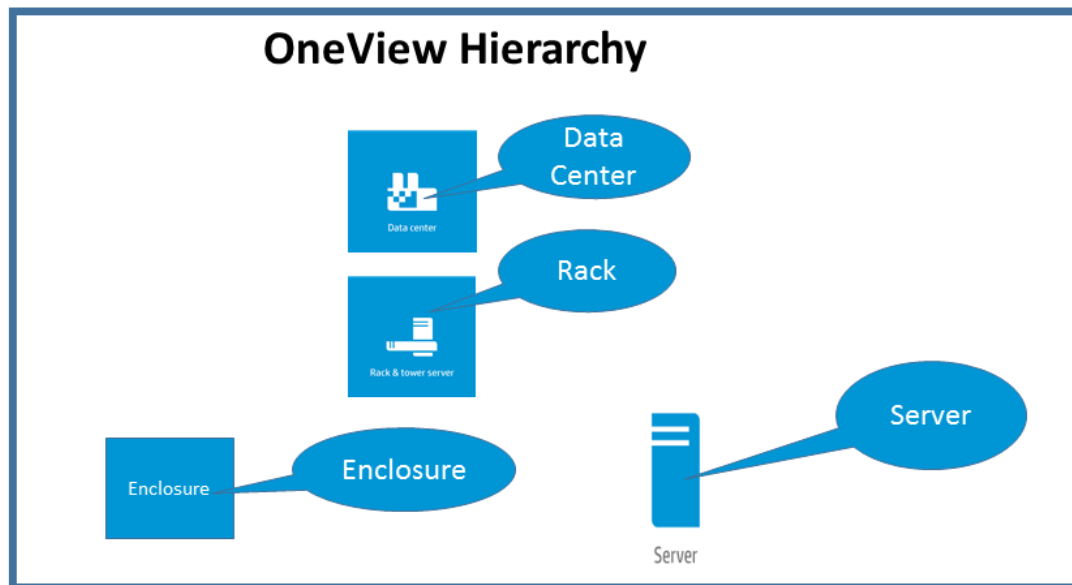 OneView Hierarchy
Data
Center
Data center
Rack
Rack & tower server
Server
Enclosure
Enclosure
Server